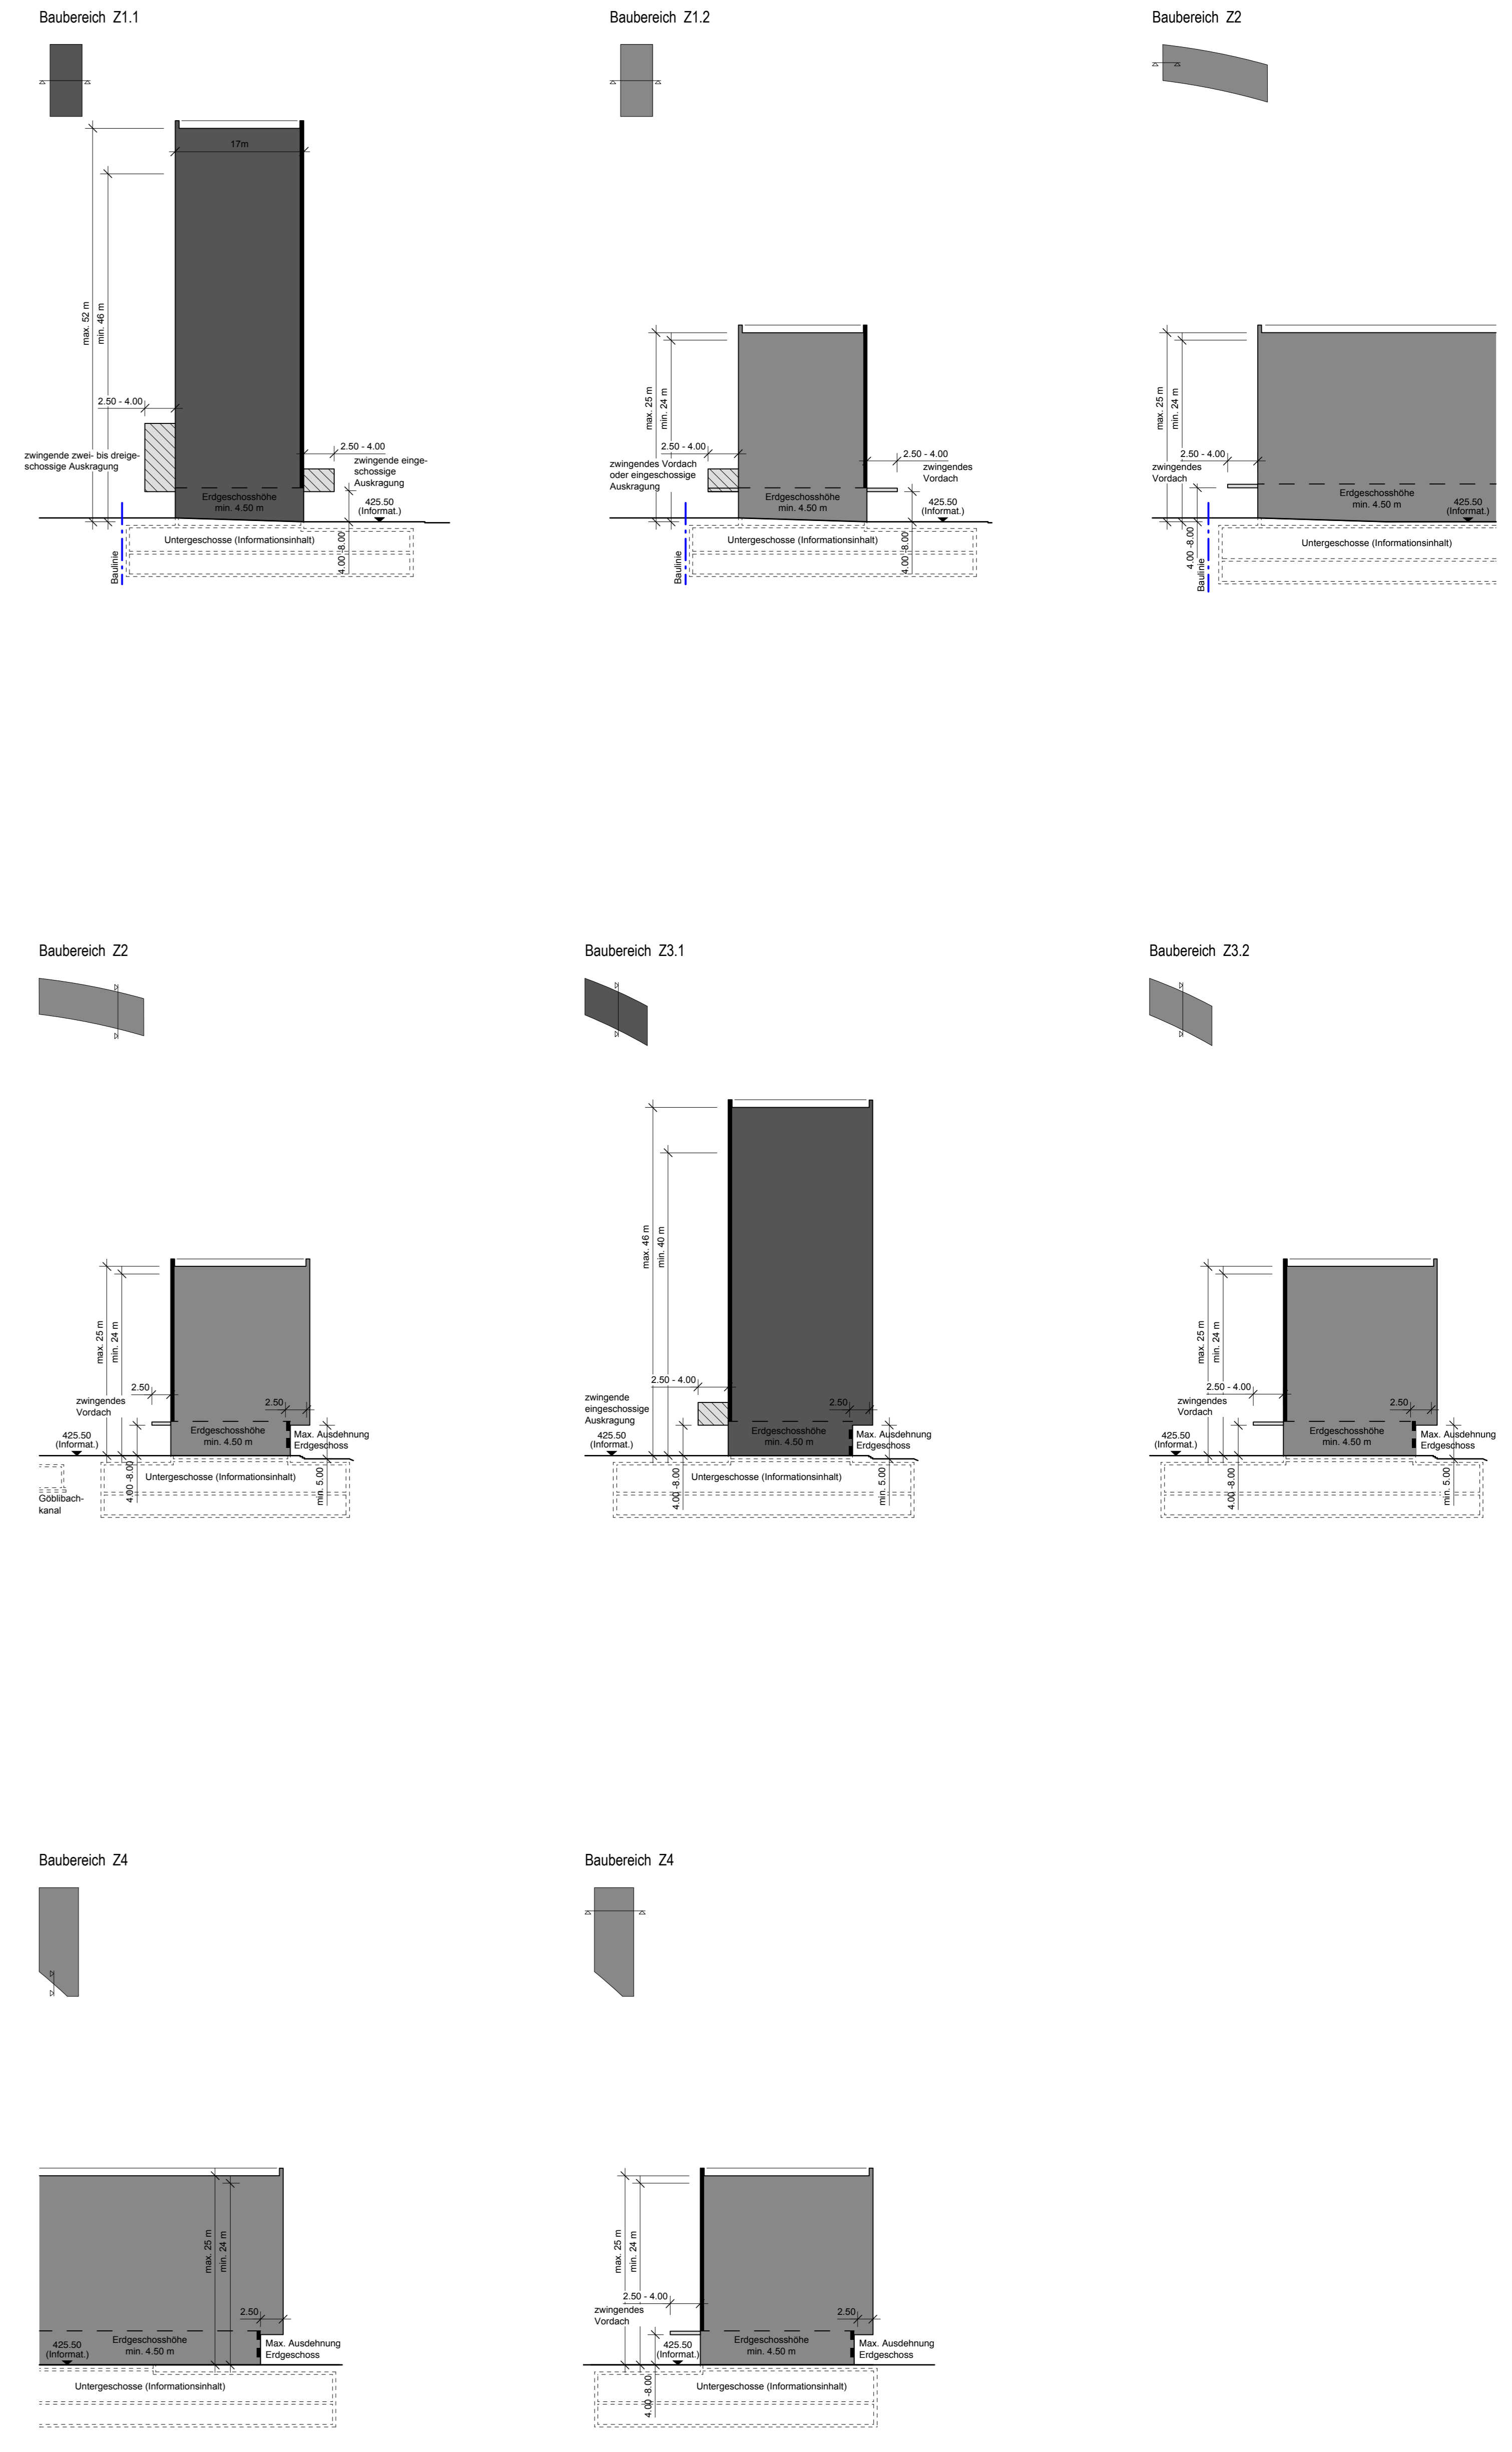 Baubereich Z1.1
17m
max. 52 m
min. 46 m
2.50 - 4.00
zwingende zwei- bis dreige-
schossige Auskragung
2.50 - 4.00
zwingende einge-
schossige
Auskragung
Erdgeschosshöhe
min. 4.50 m
425.50
(Informat.)
Untergeschosse (Informationsinhalt)
4.00 -8.00
Baulinie
Baubereich Z1.2
max. 25 m
min. 24 m
2.50 - 4.00
zwingendes Vordach
oder eingeschossige
Auskragung
2.50 - 4.00
zwingendes
Vordach
Erdgeschosshöhe
min. 4.50 m
425.50
(Informat.)
Untergeschosse (Informationsinhalt)
4.00 -8.00
Baulinie
Baubereich Z2
max. 25 m
min. 24 m
2.50 - 4.00
zwingendes
Vordach
Erdgeschosshöhe
min. 4.50 m
425.50
(Informat.)
Untergeschosse (Informationsinhalt)
4.00 -8.00
Baulinie
Baubereich Z2
max. 25 m
min. 24 m
2.50
zwingendes
Vordach
2.50
Erdgeschosshöhe
min. 4.50 m
Max. Ausdehnung
Erdgeschoss
425.50
(Informat.)
Untergeschosse (Informationsinhalt)
4.00 -8.00
min. 5.00
Göblibach-
kanal
Baubereich Z3.1
max. 46 m
min. 40 m
2.50 - 4.00
zwingende
eingeschossige
Auskragung
2.50
Erdgeschosshöhe
min. 4.50 m
Max. Ausdehnung
Erdgeschoss
425.50
(Informat.)
Untergeschosse (Informationsinhalt)
4.00 -8.00
min. 5.00
Baubereich Z3.2
max. 25 m
min. 24 m
2.50 - 4.00
zwingendes
Vordach
2.50
Erdgeschosshöhe
min. 4.50 m
Max. Ausdehnung
Erdgeschoss
425.50
(Informat.)
4.00 -8.00
min. 5.00
Baubereich Z4
max. 25 m
min. 24 m
2.50
Erdgeschosshöhe
min. 4.50 m
Max. Ausdehnung
Erdgeschoss
425.50
(Informat.)
Untergeschosse (Informationsinhalt)
Baubereich Z4
max. 25 m
min. 24 m
2.50 - 4.00
zwingendes
Vordach
2.50
Erdgeschosshöhe
min. 4.50 m
Max. Ausdehnung
Erdgeschoss
425.50
(Informat.)
Untergeschosse (Informationsinhalt)
4.00 -8.00